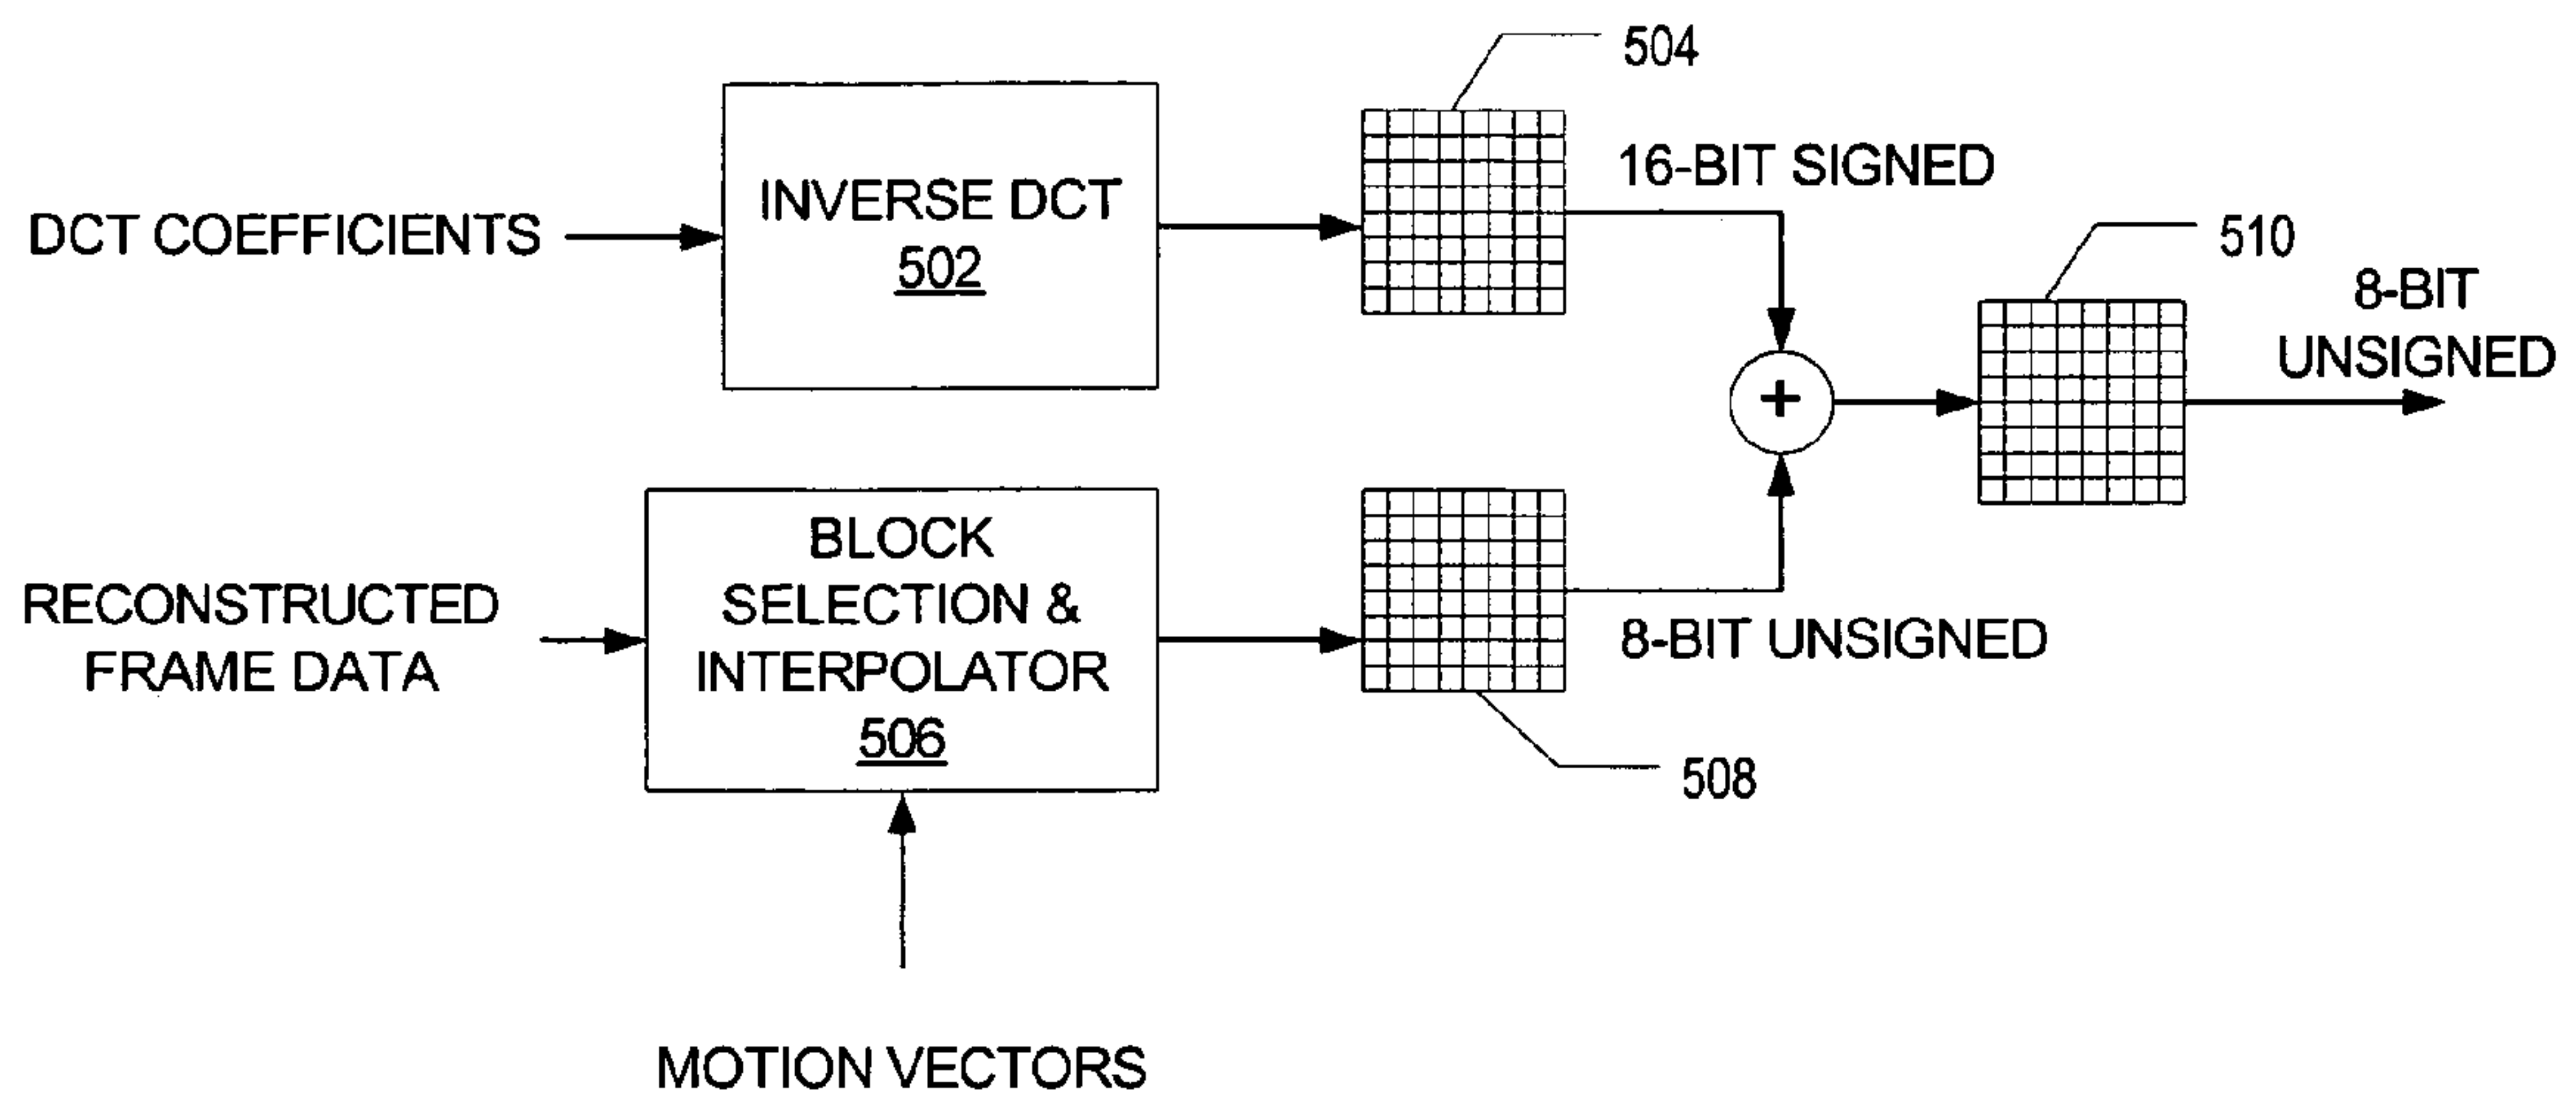 504
16-BIT SIGNED
INVERSE DCT
502
DCT COEFFICIENTS
510
8-BIT
UNSIGNED
+
BLOCK
SELECTION &
INTERPOLATOR
506
RECONSTRUCTED
FRAME DATA
8-BIT UNSIGNED
508
MOTION VECTORS